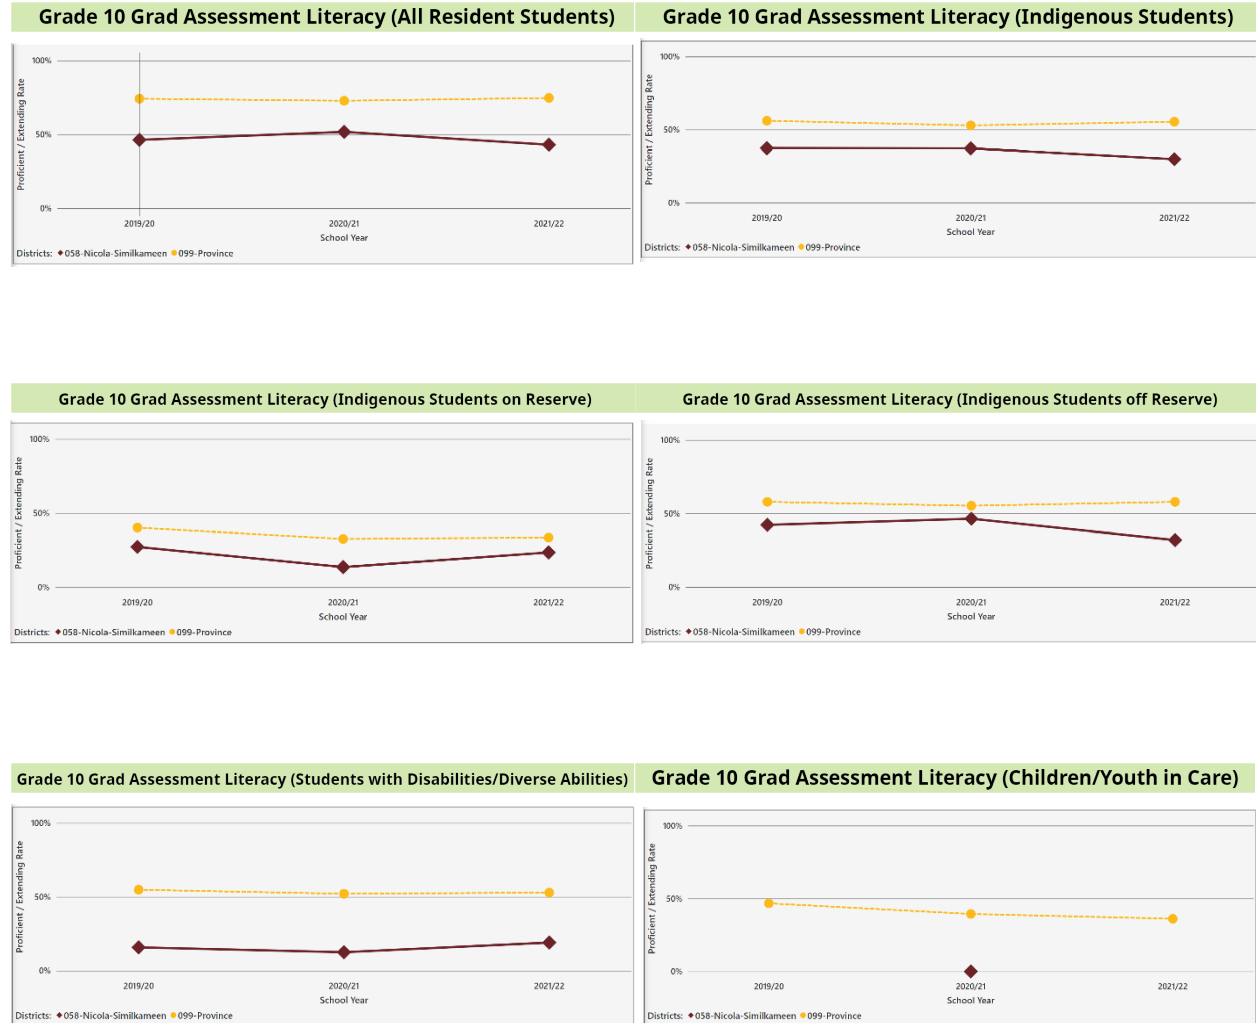 Grade 10 Grad Assessment Literacy (All Resident Students)
100%
50%
0%
Proficient / Extending Rate
2019/20 2020/21 2021/22
School Year
Districts: 058-Nicola-Similkameen 099-Province
Grade 10 Grad Assessment Literacy (Indigenous Students)
100%
50%
0%
Proficient / Extending Rate
2019/20 2020/21 2021/22
School Year
Districts: 058-Nicola-Similkameen 099-Province
Grade 10 Grad Assessment Literacy (Indigenous Students on Reserve)
100%
50%
0%
Proficient / Extending Rate
2019/20 2020/21 2021/22
School Year
Districts: 058-Nicola-Similkameen 099-Province
Grade 10 Grad Assessment Literacy (Indigenous Students off Reserve)
100%
50%
0%
Proficient / Extending Rate
2019/20 2020/21 2021/22
School Year
Districts: 058-Nicola-Similkameen 099-Province
Grade 10 Grad Assessment Literacy (Students with Disabilities/Diverse Abilities)
100%
50%
0%
Proficient / Extending Rate
2019/20 2020/21 2021/22
School Year
Districts: 058-Nicola-Similkameen 099-Province
Grade 10 Grad Assessment Literacy (Children/Youth in Care)
100%
50%
0%
Proficient / Extending Rate
2019/20 2020/21 2021/22
School Year
Districts: 058-Nicola-Similkameen 099-Province